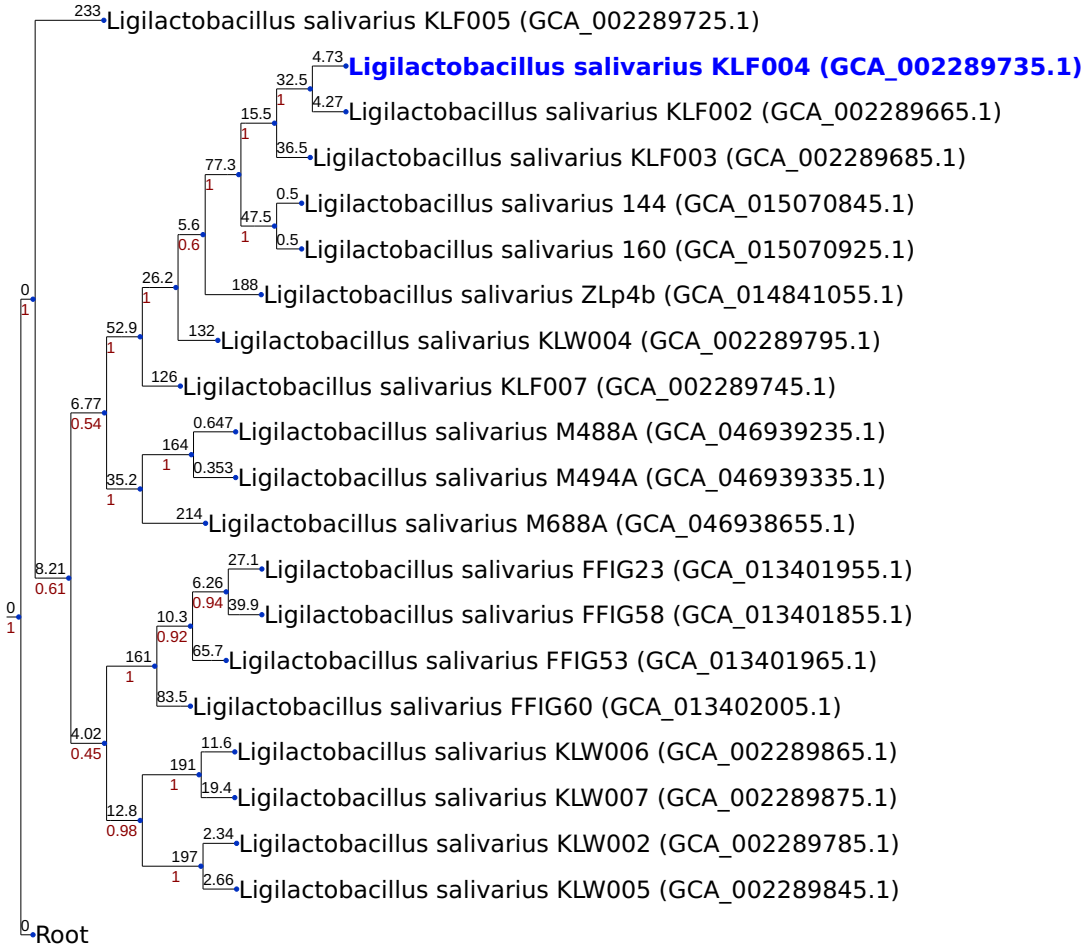 233
Ligilactobacillus salivarius KLF005 (GCA_002289725.1)
4.73
Ligilactobacillus salivarius KLF004 (GCA_002289735.1)
32.5
1
4.27
Ligilactobacillus salivarius KLF002 (GCA_002289665.1)
15.5
1
36.5
Ligilactobacillus salivarius KLF003 (GCA_002289685.1)
77.3
1
0.5
Ligilactobacillus salivarius 144 (GCA_015070845.1)
47.5
1
0.5
Ligilactobacillus salivarius 160 (GCA_015070925.1)
5.6
0.6
188
Ligilactobacillus salivarius ZLp4b (GCA_014841055.1)
26.2
1
132
Ligilactobacillus salivarius KLW004 (GCA_002289795.1)
52.9
1
126
Ligilactobacillus salivarius KLF007 (GCA_002289745.1)
0
1
6.77
0.54
0.647
Ligilactobacillus salivarius M488A (GCA_046939235.1)
164
1
0.353
Ligilactobacillus salivarius M494A (GCA_046939335.1)
35.2
1
214
Ligilactobacillus salivarius M688A (GCA_046938655.1)
8.21
0.61
27.1
Ligilactobacillus salivarius FFIG23 (GCA_013401955.1)
6.26
0.94
39.9
Ligilactobacillus salivarius FFIG58 (GCA_013401855.1)
10.3
0.92
65.7
Ligilactobacillus salivarius FFIG53 (GCA_013401965.1)
161
1
83.5
Ligilactobacillus salivarius FFIG60 (GCA_013402005.1)
0
1
4.02
0.45
11.6
Ligilactobacillus salivarius KLW006 (GCA_002289865.1)
191
1
19.4
Ligilactobacillus salivarius KLW007 (GCA_002289875.1)
12.8
0.98
2.34
Ligilactobacillus salivarius KLW002 (GCA_002289785.1)
197
1
2.66
Ligilactobacillus salivarius KLW005 (GCA_002289845.1)
0
Root